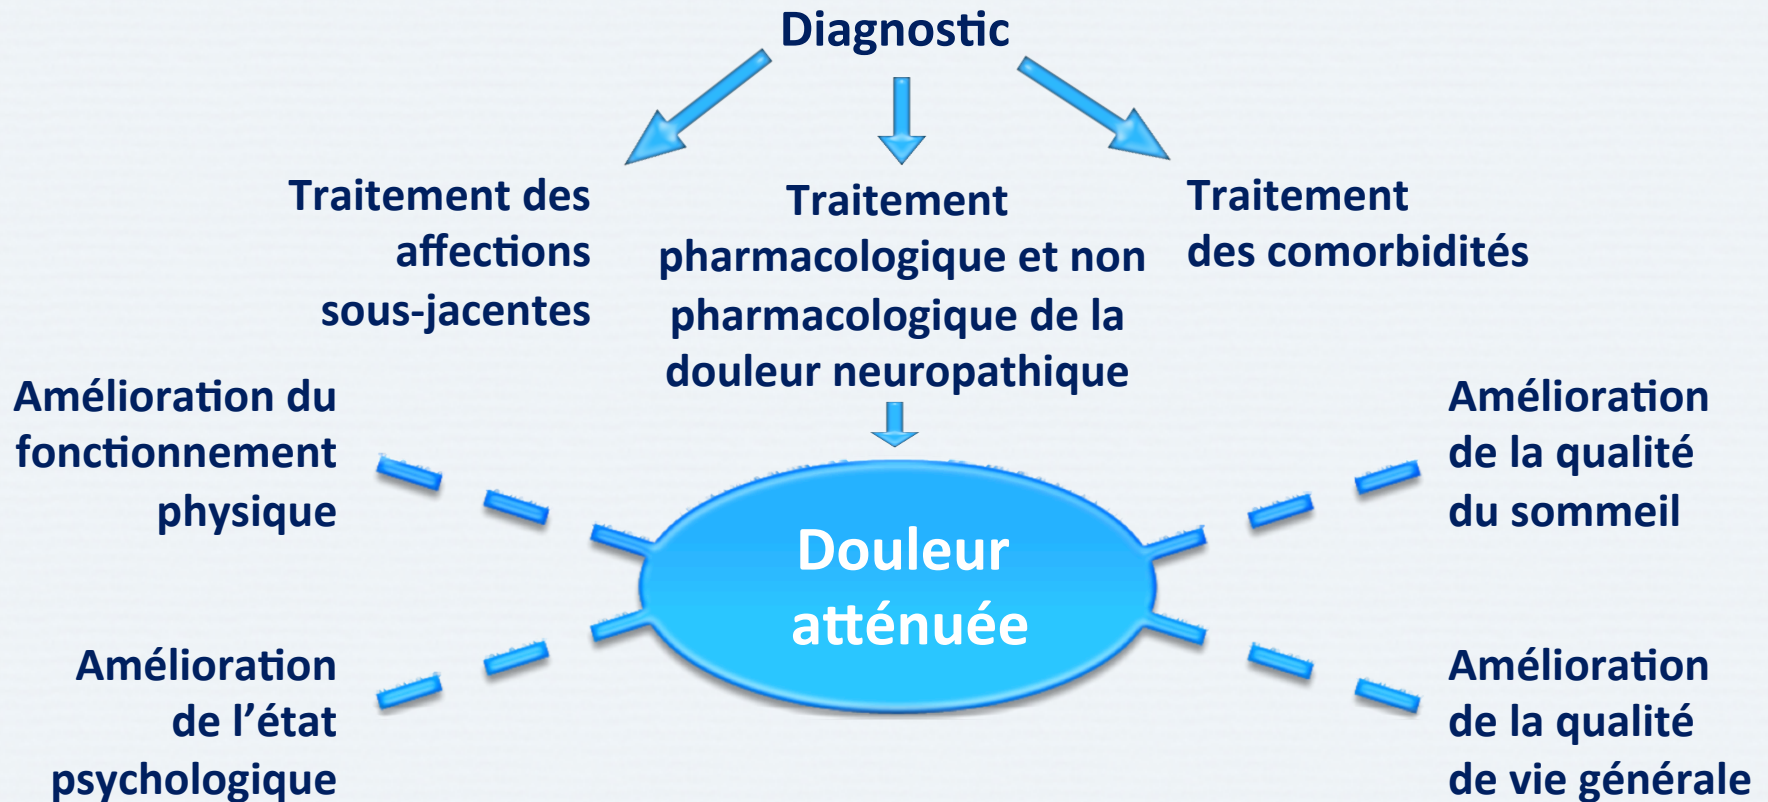 Diagnostic
Traitement des
affections
sous-jacentes
Traitement
pharmacologique et non
pharmacologique de la
douleur neuropathique
Traitement
des comorbidités
Amélioration du
fonctionnement
physique
Amélioration
de la qualité
du sommeil
Douleur
atténuée
Amélioration
de l’état
psychologique
Amélioration
de la qualité
de vie générale